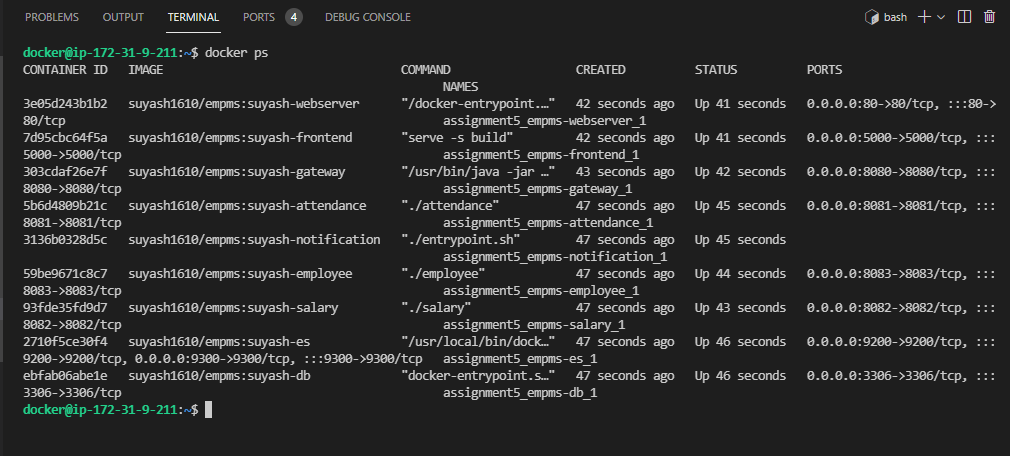 PROBLEMS OUTPUT TERMINAL PORTS 4 DEBUG CONSOLE bash
docker@ip-172-31-9-211:~$ docker ps
CONTAINER ID IMAGE COMMAND CREATED STATUS PORTS
NAMES
3e05d243b1b2 suyash1610/empms:suyash-webserver "/docker-entrypoint.…" 42 seconds ago Up 41 seconds 0.0.0.0:80->80/tcp, :::80->
80/tcp assignment5_empms-webserver_1
7d95cbc64f5a suyash1610/empms:suyash-frontend "serve -s build" 42 seconds ago Up 41 seconds 0.0.0.0:5000->5000/tcp, :::
5000->5000/tcp assignment5_empms-frontend_1
303cdaf26e7f suyash1610/empms:suyash-gateway "/usr/bin/java -jar …" 43 seconds ago Up 42 seconds 0.0.0.0:8080->8080/tcp, :::
8080->8080/tcp assignment5_empms-gateway_1
5b6d4809b21c suyash1610/empms:suyash-attendance "./attendance" 47 seconds ago Up 45 seconds 0.0.0.0:8081->8081/tcp, :::
8081->8081/tcp assignment5_empms-attendance_1
3136b0328d5c suyash1610/empms:suyash-notification "./entrypoint.sh" 47 seconds ago Up 45 seconds
assignment5_empms-notification_1
59be9671c8c7 suyash1610/empms:suyash-employee "./employee" 47 seconds ago Up 44 seconds 0.0.0.0:8083->8083/tcp, :::
8083->8083/tcp assignment5_empms-employee_1
93fde35fd9d7 suyash1610/empms:suyash-salary "./salary" 47 seconds ago Up 43 seconds 0.0.0.0:8082->8082/tcp, :::
8082->8082/tcp assignment5_empms-salary_1
2710f5ce30f4 suyash1610/empms:suyash-es "/usr/local/bin/dock…" 47 seconds ago Up 46 seconds 0.0.0.0:9200->9200/tcp, :::
9200->9200/tcp, 0.0.0.0:9300->9300/tcp, :::9300->9300/tcp assignment5_empms-es_1
ebfab06abe1e suyash1610/empms:suyash-db "docker-entrypoint.s…" 47 seconds ago Up 46 seconds 0.0.0.0:3306->3306/tcp, :::
3306->3306/tcp assignment5_empms-db_1
docker@ip-172-31-9-211:~$